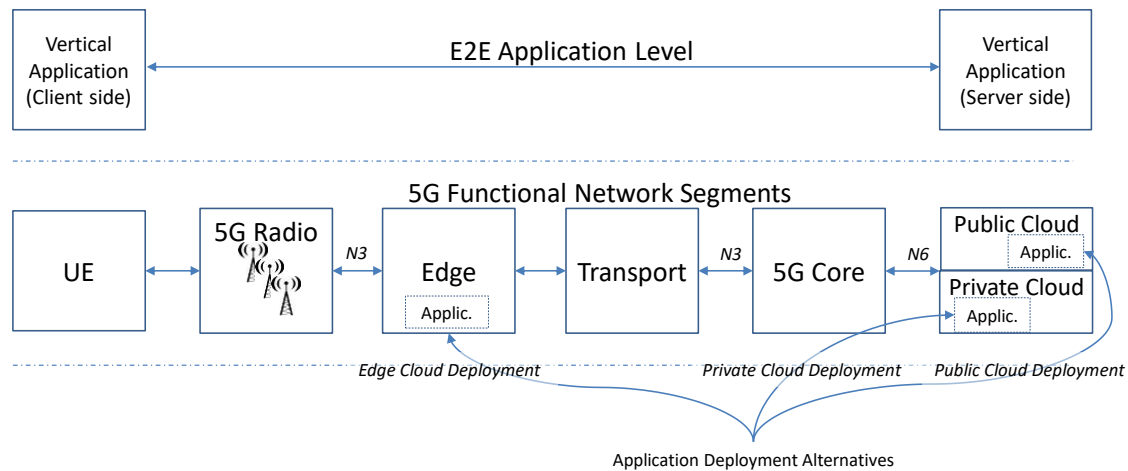 Vertical
Application
(Client side)
E2E Application Level
Vertical
Application
(Server side)
5G Functional Network Segments
UE
5G Radio
N3
Edge
Applic.
Transport
N3
5G Core
N6
Public Cloud
Applic.
Private Cloud
Applic.
Edge Cloud Deployment
Private Cloud Deployment
Public Cloud Deployment
Application Deployment Alternatives